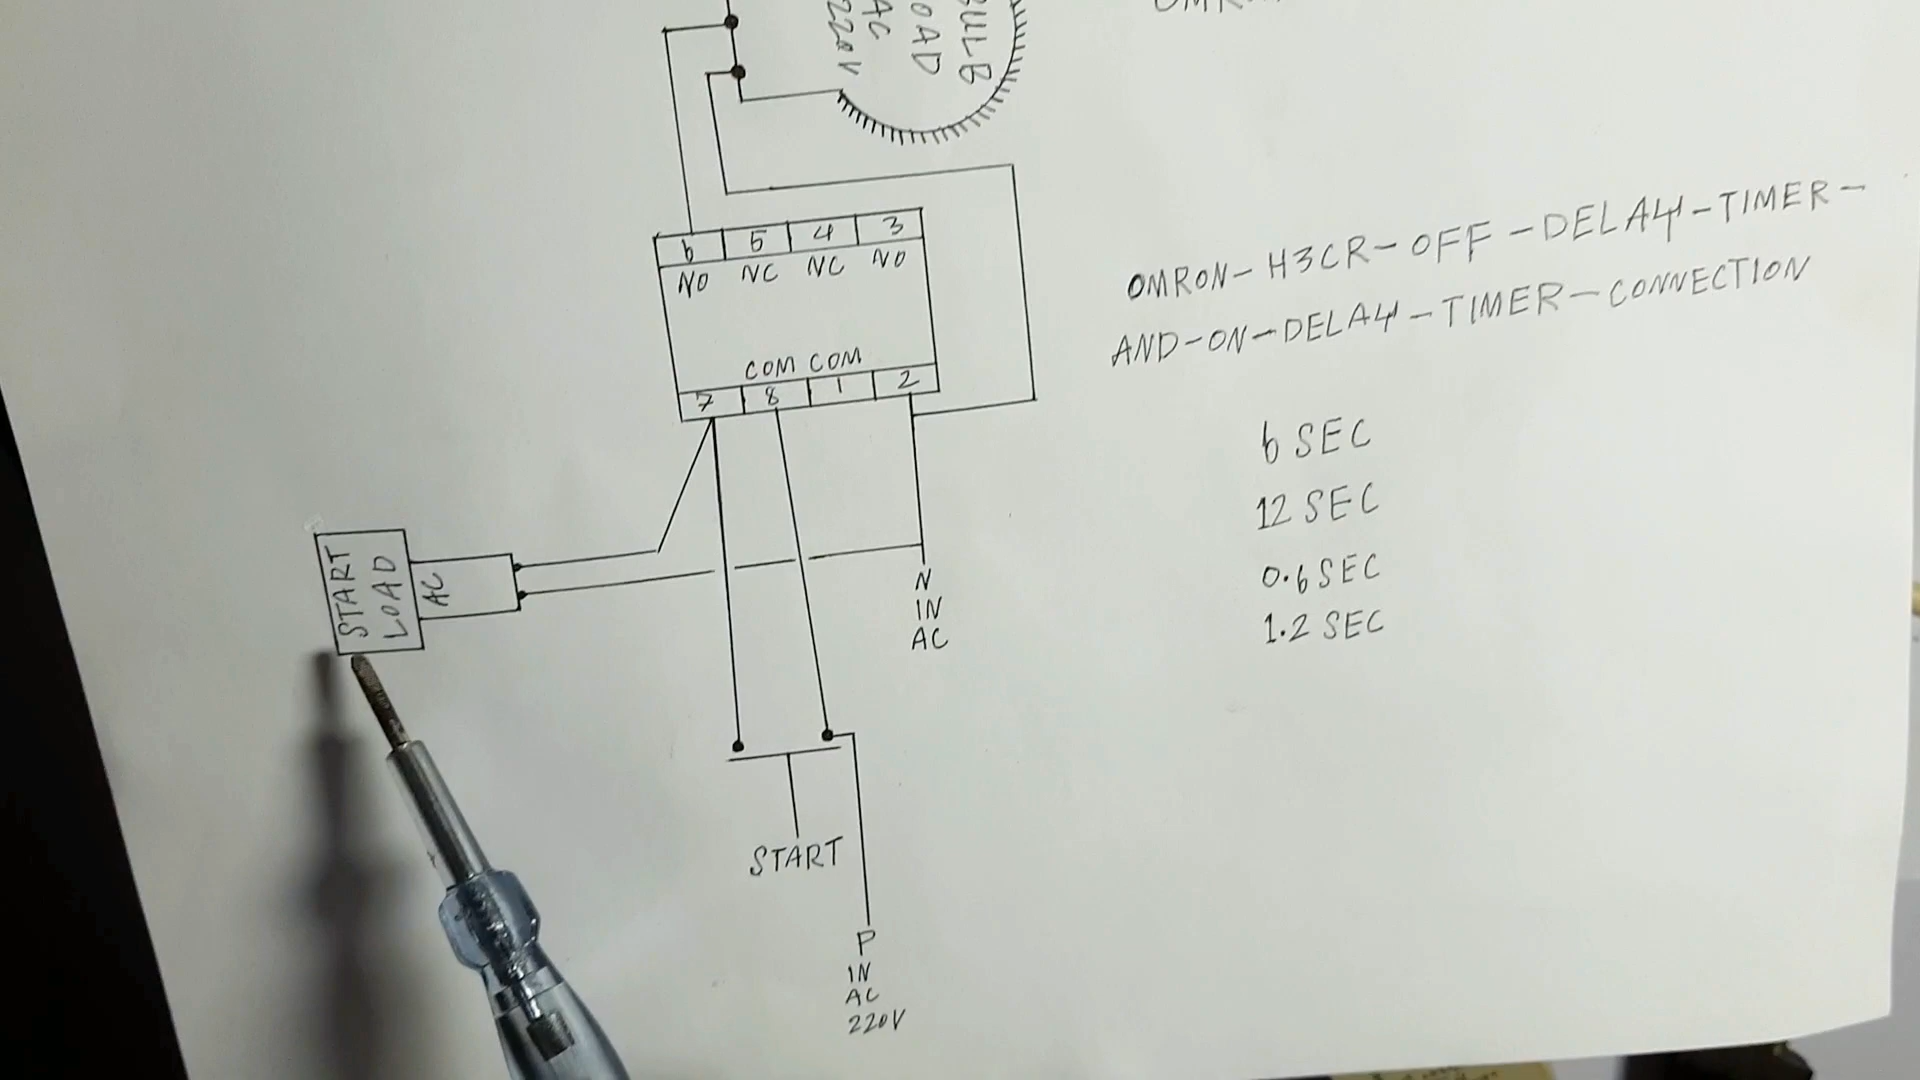 BULB
LOAD
AC
220V
6 5 4 3
NO NC NC NO
COM COM
7 8 1 2
OMRON-H3CR-OFF-DELAY-TIMER-
AND-ON-DELAY-TIMER-CONNECTION
6 SEC
12 SEC
0.6 SEC
1.2 SEC
START
LOAD
AC
N
IN
AC
START
P
IN
AC
220V